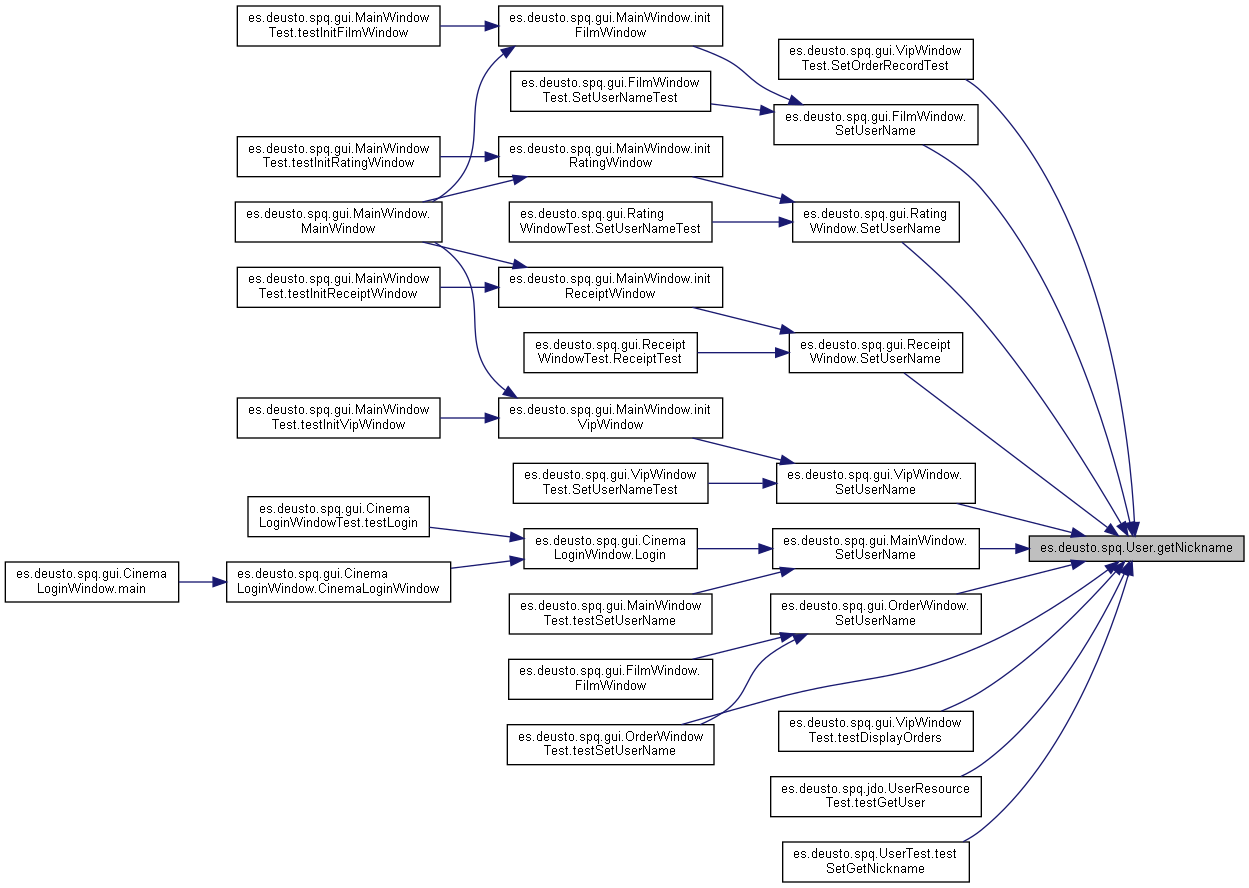 es.deusto.spq.gui.MainWindow
Test.testInitFilmWindow
es.deusto.spq.gui.MainWindow.init
FilmWindow
es.deusto.spq.gui.VipWindow
Test.SetOrderRecordTest
es.deusto.spq.gui.FilmWindow
Test.SetUserNameTest
es.deusto.spq.gui.FilmWindow.
SetUserName
es.deusto.spq.gui.MainWindow
Test.testInitRatingWindow
es.deusto.spq.gui.MainWindow.init
RatingWindow
es.deusto.spq.gui.MainWindow.
MainWindow
es.deusto.spq.gui.Rating
WindowTest.SetUserNameTest
es.deusto.spq.gui.Rating
Window.SetUserName
es.deusto.spq.gui.MainWindow
Test.testInitReceiptWindow
es.deusto.spq.gui.MainWindow.init
ReceiptWindow
es.deusto.spq.gui.Receipt
WindowTest.ReceiptTest
es.deusto.spq.gui.Receipt
Window.SetUserName
es.deusto.spq.gui.MainWindow
Test.testInitVipWindow
es.deusto.spq.gui.MainWindow.init
VipWindow
es.deusto.spq.gui.VipWindow
Test.SetUserNameTest
es.deusto.spq.gui.VipWindow.
SetUserName
es.deusto.spq.gui.Cinema
LoginWindowTest.testLogin
es.deusto.spq.gui.Cinema
LoginWindow.Login
es.deusto.spq.gui.MainWindow.
SetUserName
es.deusto.spq.User.getNickname
es.deusto.spq.gui.Cinema
LoginWindow.main
es.deusto.spq.gui.Cinema
LoginWindow.CinemaLoginWindow
es.deusto.spq.gui.MainWindow
Test.testSetUserName
es.deusto.spq.gui.OrderWindow.
SetUserName
es.deusto.spq.gui.FilmWindow.
FilmWindow
es.deusto.spq.gui.OrderWindow
Test.testSetUserName
es.deusto.spq.gui.VipWindow
Test.testDisplayOrders
es.deusto.spq.jdo.UserResource
Test.testGetUser
es.deusto.spq.UserTest.test
SetGetNickname